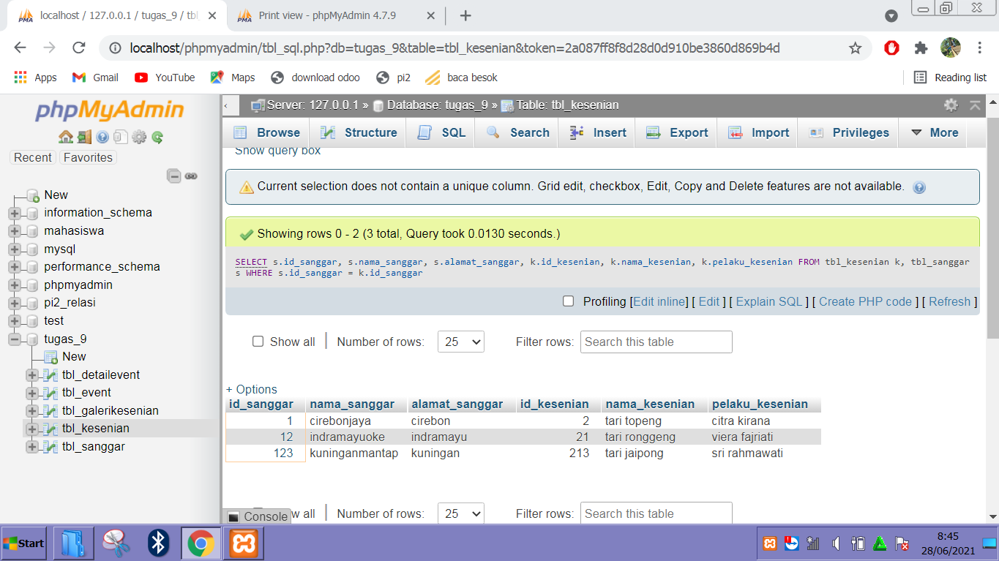 localhost / 127.0.0.1 / tugas_9 / tbl_
Print view - phpMyAdmin 4.7.9
localhost/phpmyadmin/tbl_sql.php?db=tugas_9&table=tbl_kesenian&token=2a087ff8f8d28d0d910be3860d869b4d
Apps Gmail YouTube Maps download odoo pi2 baca besok Reading list
phpMyAdmin
Recent Favorites
New
information_schema
mahasiswa
mysql
performance_schema
phpmyadmin
pi2_relasi
test
tugas_9
New
tbl_detailevent
tbl_event
tbl_galerikesenian
tbl_kesenian
tbl_sanggar
Server: 127.0.0.1 » Database: tugas_9 » Table: tbl_kesenian
Browse Structure SQL Search Insert Export Import Privileges More
Show query box
Current selection does not contain a unique column. Grid edit, checkbox, Edit, Copy and Delete features are not available.
Showing rows 0 - 2 (3 total, Query took 0.0130 seconds.)
SELECT s.id_sanggar, s.nama_sanggar, s.alamat_sanggar, k.id_kesenian, k.nama_kesenian, k.pelaku_kesenian FROM tbl_kesenian k, tbl_sanggar
s WHERE s.id_sanggar = k.id_sanggar
Profiling [Edit inline] [ Edit ] [ Explain SQL ] [ Create PHP code ] [ Refresh ]
Show all | Number of rows: 25 Filter rows: Search this table
+ Options
id_sanggar nama_sanggar alamat_sanggar id_kesenian nama_kesenian pelaku_kesenian
1 cirebonjaya cirebon 2 tari topeng citra kirana
12 indramayuoke indramayu 21 tari ronggeng viera fajriati
123 kuninganmantap kuningan 213 tari jaipong sri rahmawati
w all | Number of rows: 25 Filter rows: Search this table
Console
Start
8:45
28/06/2021